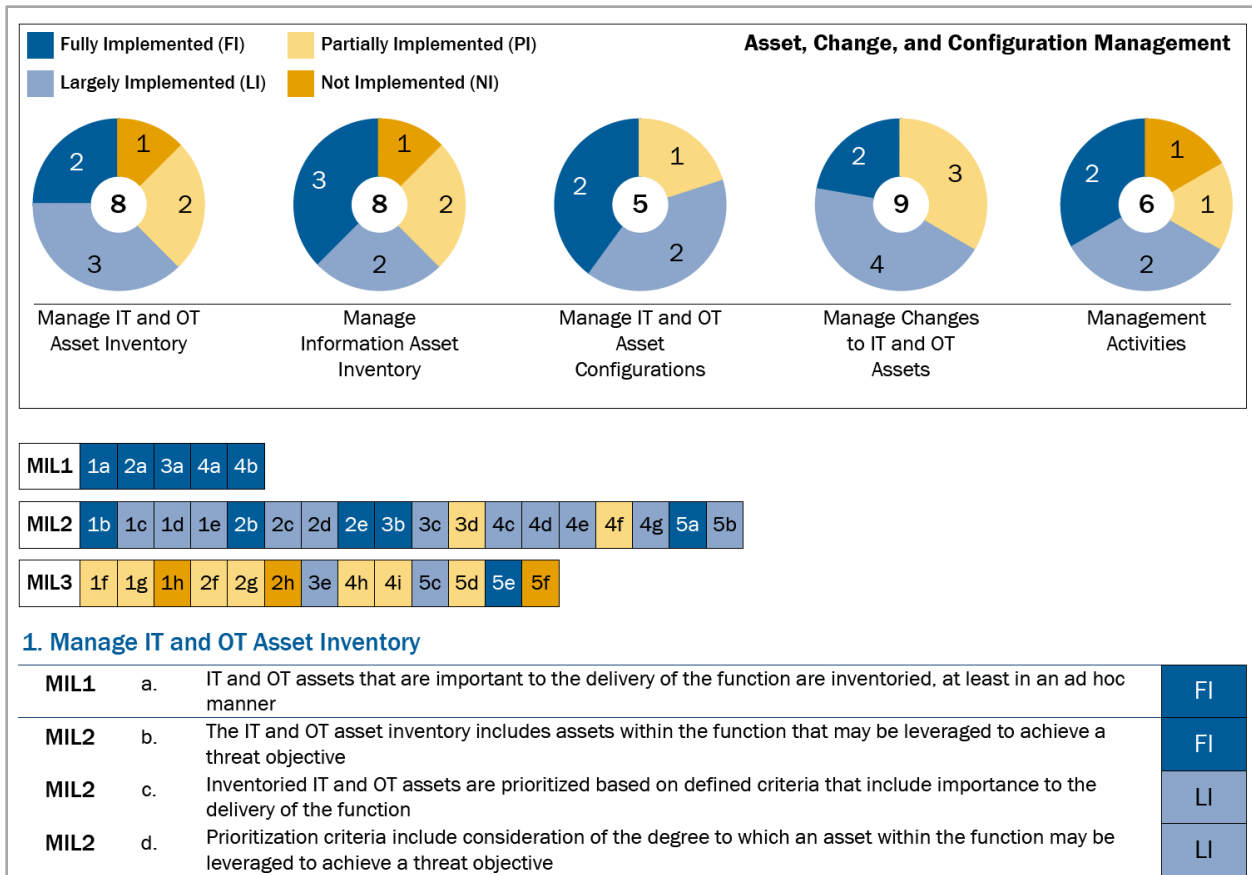 Fully Implemented (FI)
Partially Implemented (PI)
Asset, Change, and Configuration Management
Largely Implemented (LI)
Not Implemented (NI)
1
2
2
3
8
1
3
2
2
8
1
2
2
5
2
3
4
9
1
2
1
2
6
Manage IT and OT
Asset Inventory
Manage
Information Asset
Inventory
Manage IT and OT
Asset
Configurations
Manage Changes
to IT and OT
Assets
Management
Activities
MIL1 1a 2a 3a 4a 4b
MIL2 1b 1c 1d 1e 2b 2c 2d 2e 3b 3c 3d 4c 4d 4e 4f 4g 5a 5b
MIL3 1f 1g 1h 2f 2g 2h 3e 4h 4i 5c 5d 5e 5f
1. Manage IT and OT Asset Inventory
MIL1 a. IT and OT assets that are important to the delivery of the function are inventoried, at least in an ad hoc
manner
FI
MIL2 b. The IT and OT asset inventory includes assets within the function that may be leveraged to achieve a
threat objective
FI
MIL2 c. Inventoried IT and OT assets are prioritized based on defined criteria that include importance to the
delivery of the function
LI
MIL2 d. Prioritization criteria include consideration of the degree to which an asset within the function may be
leveraged to achieve a threat objective
LI